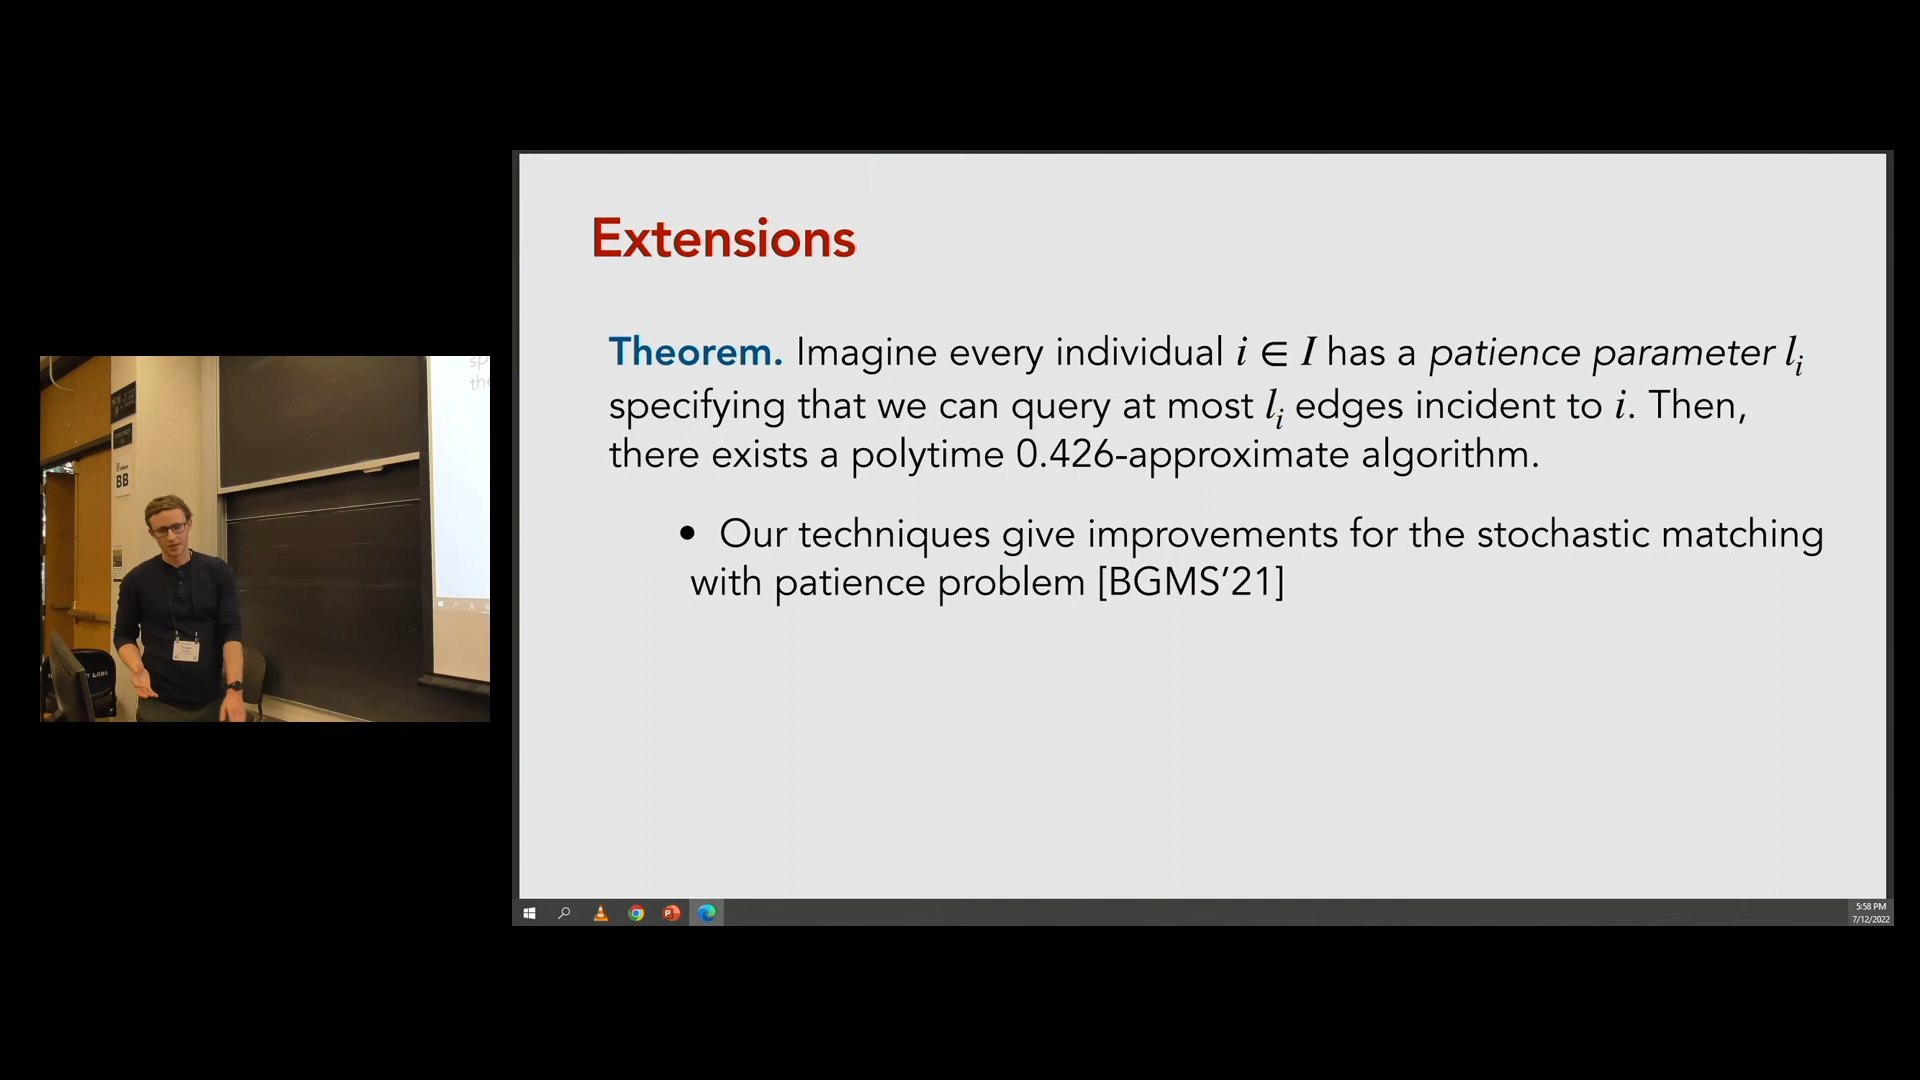 Extensions
Theorem. Imagine every individual i ∈ I has a patience parameter lᵢ
specifying that we can query at most lᵢ edges incident to i. Then,
there exists a polytime 0.426-approximate algorithm.
• Our techniques give improvements for the stochastic matching
with patience problem [BGMS'21]
5:58 PM
7/12/2022
BB
sp
the